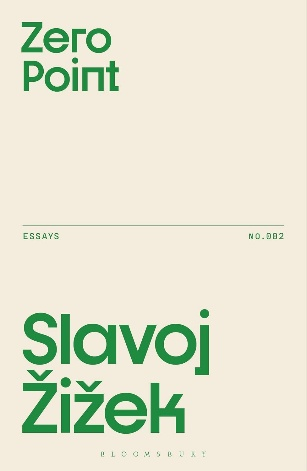 Zero
Point
ESSAYS NO.002
Slavoj
Žižek
BLOOMSBURY